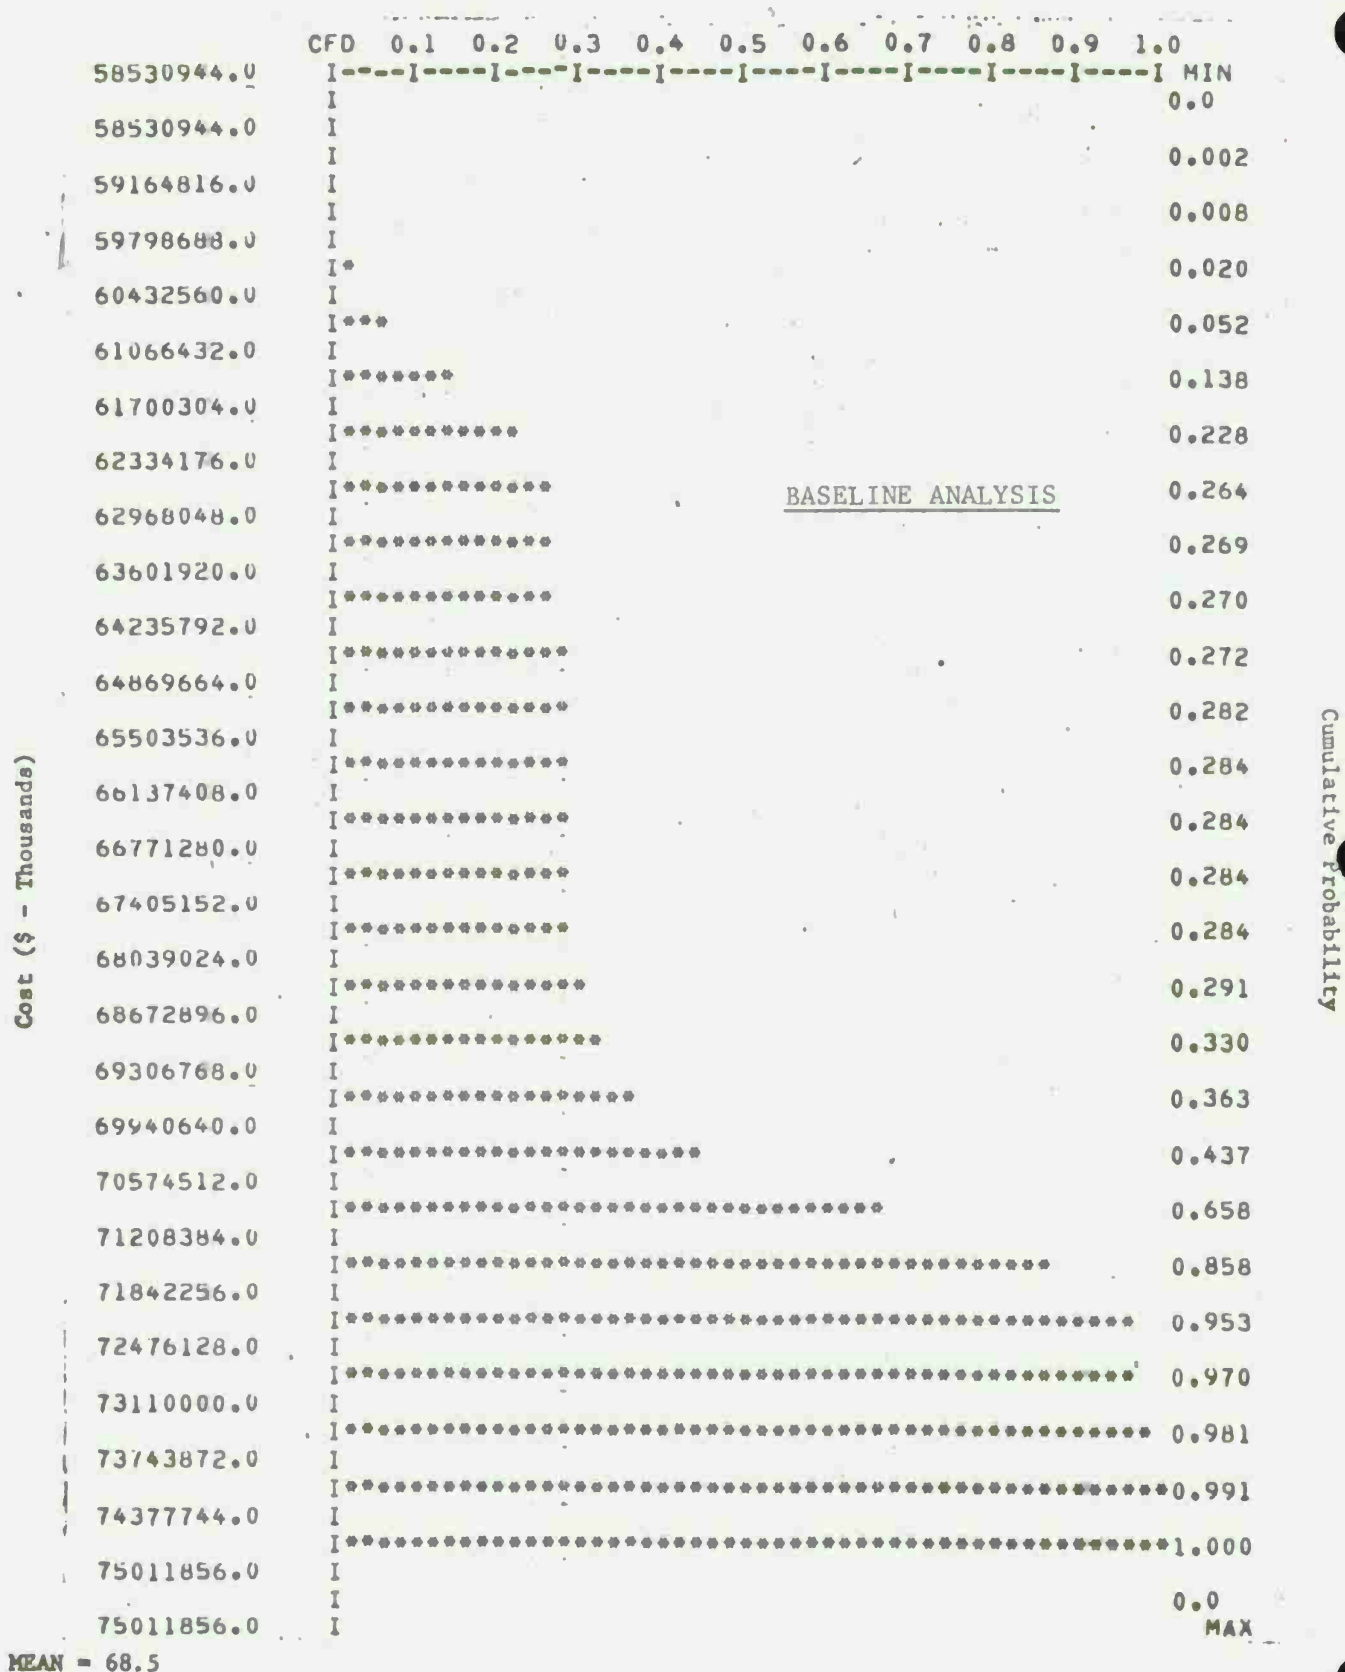 CFD 0.1 0.2 0.3 0.4 0.5 0.6 0.7 0.8 0.9 1.0
58530944.0 I----I----I----I----I----I----I----I----I----I----I MIN
I 0.0
58530944.0 I
I 0.002
59164816.0 I
I 0.008
59798688.0 I
I* 0.020
60432560.0 I
I*** 0.052
61066432.0 I
I******* 0.138
61700304.0 I
I*********** 0.228
62334176.0 I
I************* 0.264
BASELINE ANALYSIS
62968048.0 I
I************* 0.269
63601920.0 I
I************* 0.270
64235792.0 I
I************** 0.272
64869664.0 I
I************** 0.282
65503536.0 I
I************** 0.284
66137408.0 I
I************** 0.284
66771280.0 I
I************** 0.284
67405152.0 I
I************** 0.284
68039024.0 I
I*************** 0.291
68672896.0 I
I**************** 0.330
69306768.0 I
I****************** 0.363
69940640.0 I
I********************** 0.437
70574512.0 I
I********************************* 0.658
71208384.0 I
I******************************************* 0.858
71842256.0 I
I************************************************ 0.953
72476128.0 I
I************************************************ 0.970
73110000.0 I
I************************************************* 0.981
73743872.0 I
I**************************************************0.991
74377744.0 I
I**************************************************1.000
75011856.0 I
I 0.0
75011856.0 I MAX
MEAN = 68.5
Cost ($ - Thousands)
Cumulative Probability